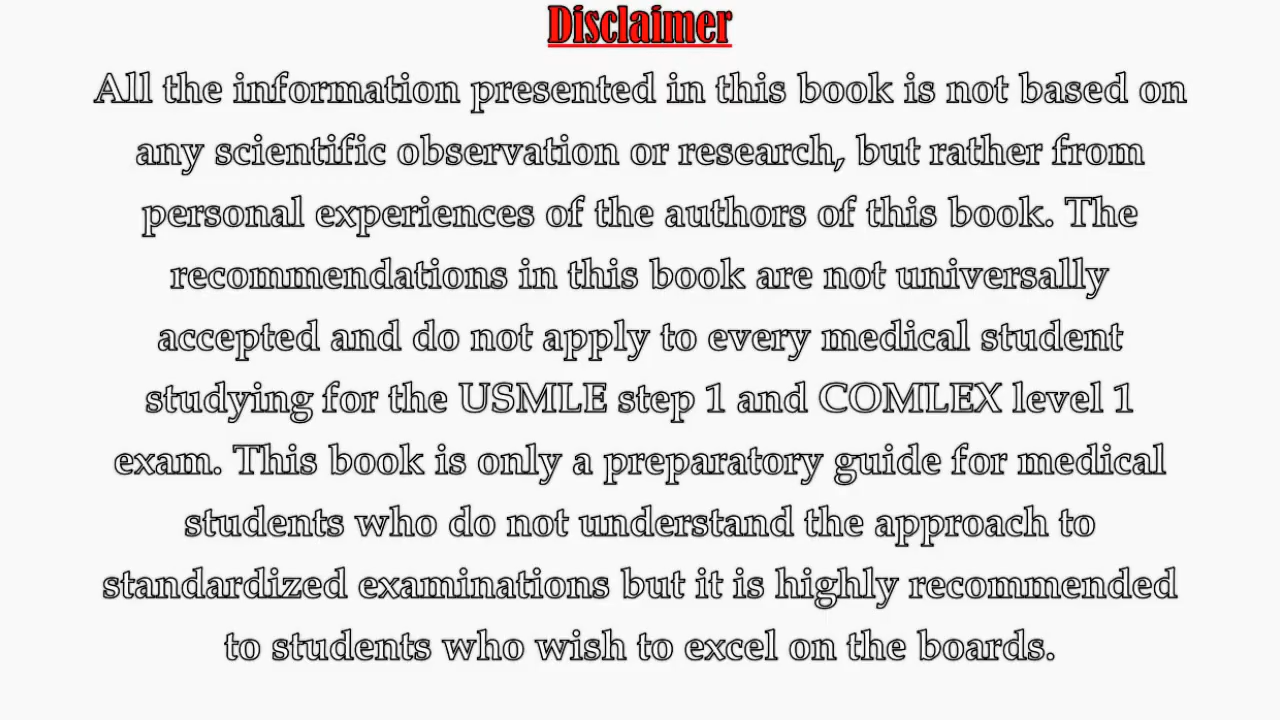 Disclaimer
All the information presented in this book is not based on
any scientific observation or research, but rather from
personal experiences of the authors of this book. The
recommendations in this book are not universally
accepted and do not apply to every medical student
studying for the USMLE step 1 and COMLEX level 1
exam. This book is only a preparatory guide for medical
students who do not understand the approach to
standardized examinations but it is highly recommended
to students who wish to excel on the boards.